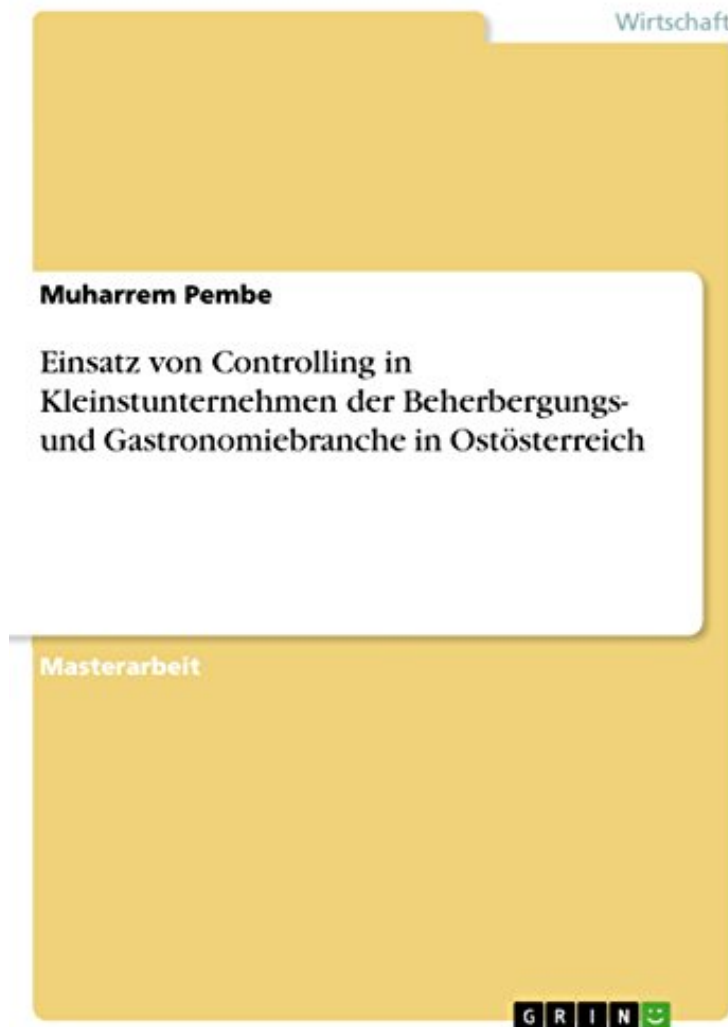 Wirtschaft
Muharrem Pembe
Einsatz von Controlling in
Kleinstunternehmen der Beherbergungs-
und Gastronomiebranche in Ostösterreich
Masterarbeit
GRIN